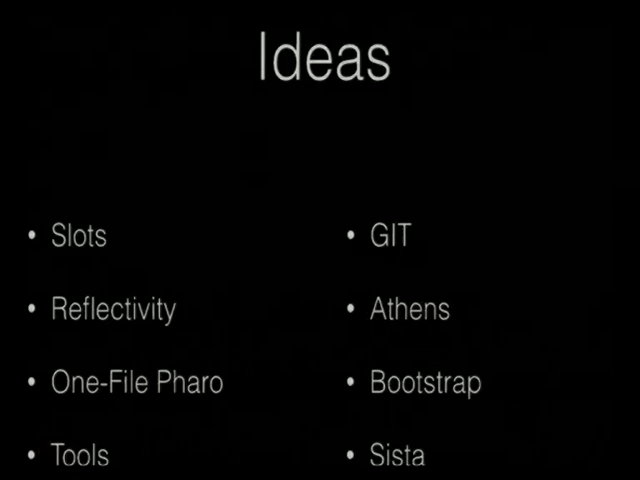 Ideas
• Slots
• Reflectivity
• One-File Pharo
• Tools
• GIT
• Athens
• Bootstrap
• Sista